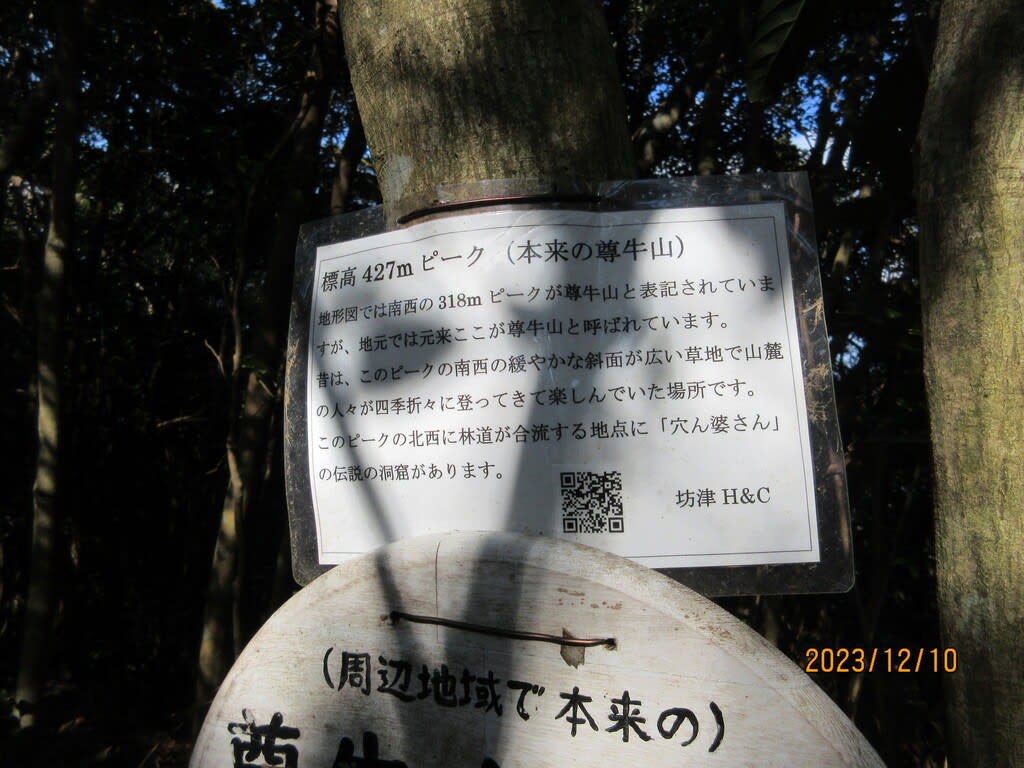 標高 427m ピーク（本来の尊牛山）
地形図では南西の 318m ピークが尊牛山と表記されていま
すが、地元では元来ここが尊牛山と呼ばれています。
昔は、このピークの南西の緩やかな斜面が広い草地で山麓
の人々が四季折々に登ってきて楽しんでいた場所です。
このピークの北西に林道が合流する地点に「穴ん婆さん」
の伝説の洞窟があります。
坊津 H&C
（周辺地域で本来の）
2023/12/10